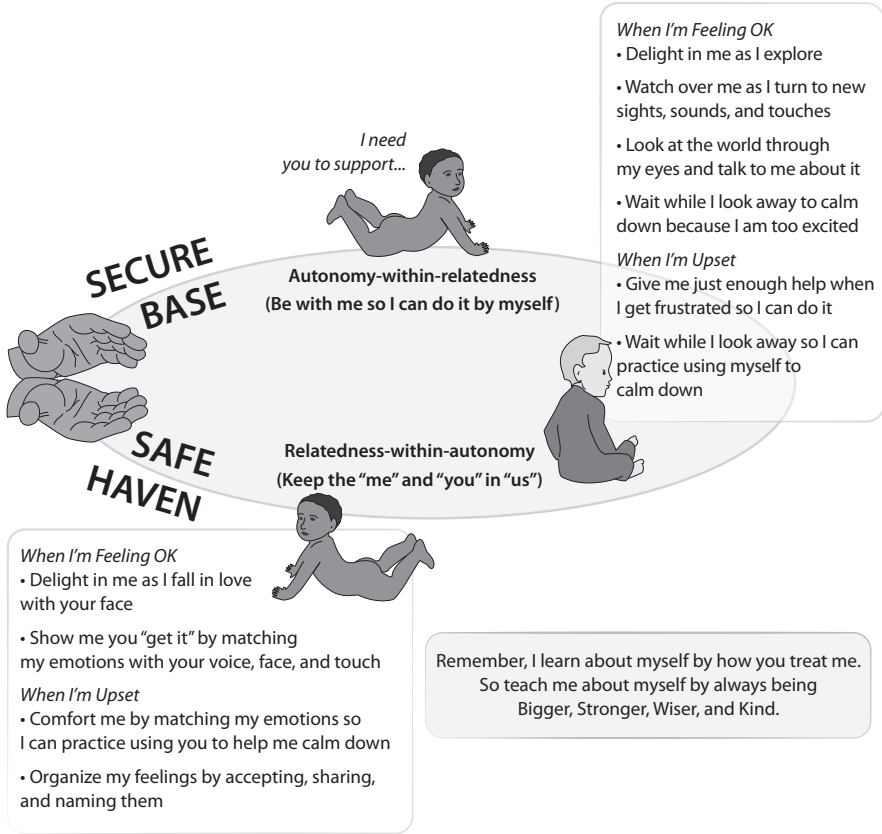 When I'm Feeling OK
• Delight in me as I explore
• Watch over me as I turn to new
sights, sounds, and touches
• Look at the world through
my eyes and talk to me about it
• Wait while I look away to calm
down because I am too excited
When I'm Upset
• Give me just enough help when
I get frustrated so I can do it
• Wait while I look away so I can
practice using myself to
calm down
I need
you to support...
SECURE
BASE
Autonomy-within-relatedness
(Be with me so I can do it by myself)
SAFE
HAVEN
Relatedness-within-autonomy
(Keep the “me” and “you” in “us”)
When I'm Feeling OK
• Delight in me as I fall in love
with your face
• Show me you “get it” by matching
my emotions with your voice, face, and touch
When I'm Upset
• Comfort me by matching my emotions so
I can practice using you to help me calm down
• Organize my feelings by accepting, sharing,
and naming them
Remember, I learn about myself by how you treat me.
So teach me about myself by always being
Bigger, Stronger, Wiser, and Kind.